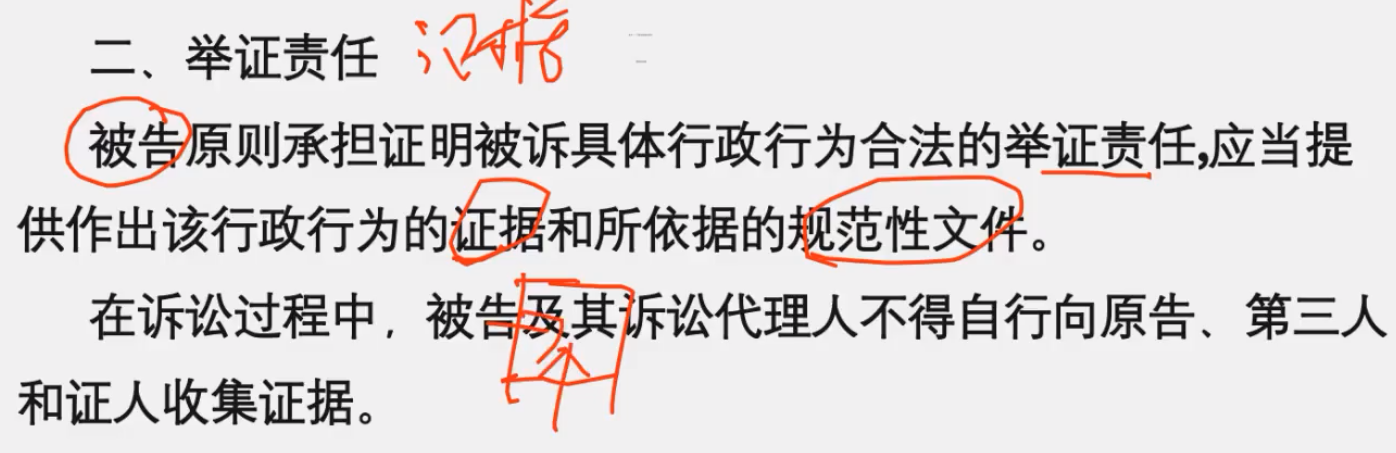 二、举证责任
被告原则承担证明被诉具体行政行为合法的举证责任,应当提
供作出该行政行为的证据和所依据的规范性文件。
在诉讼过程中，被告及其诉讼代理人不得自行向原告、第三人
和证人收集证据。